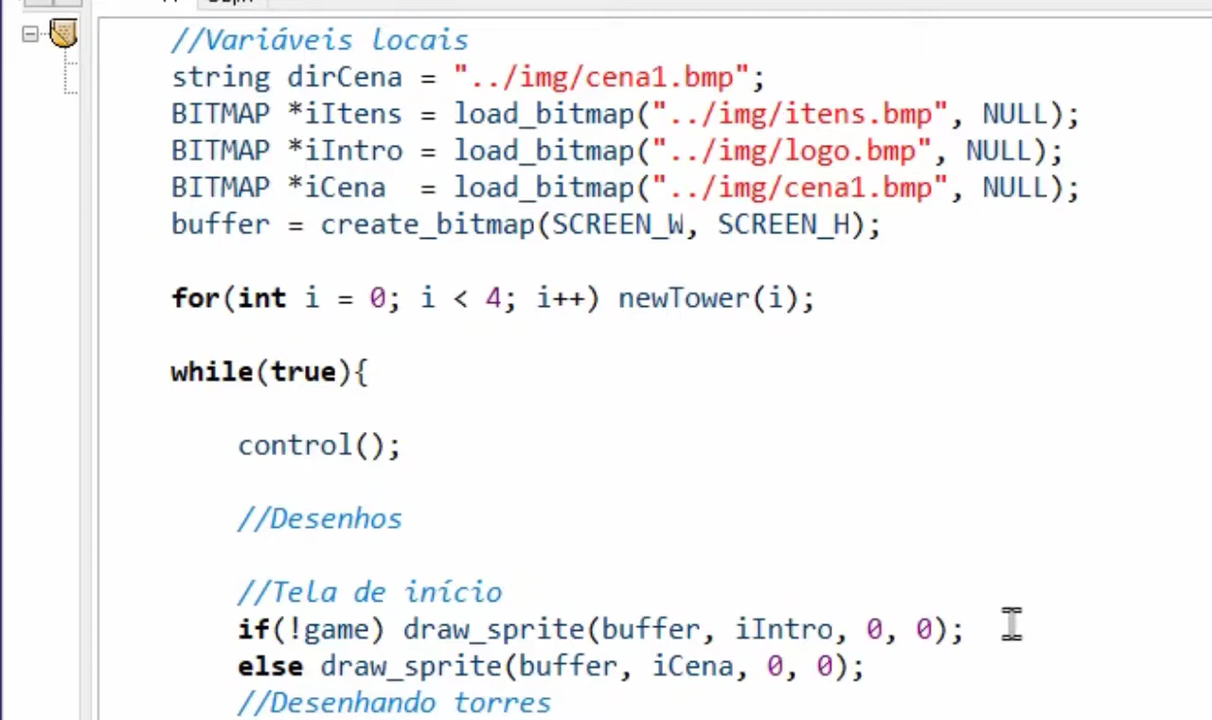 //Variáveis locais
string dirCena = "../img/cena1.bmp";
BITMAP *iItens = load_bitmap("../img/itens.bmp", NULL);
BITMAP *iIntro = load_bitmap("../img/logo.bmp", NULL);
BITMAP *iCena  = load_bitmap("../img/cena1.bmp", NULL);
buffer = create_bitmap(SCREEN_W, SCREEN_H);
for(int i = 0; i < 4; i++) newTower(i);
while(true){
control();
//Desenhos
//Tela de início
if(!game) draw_sprite(buffer, iIntro, 0, 0);
else draw_sprite(buffer, iCena, 0, 0);
//Desenhando torres